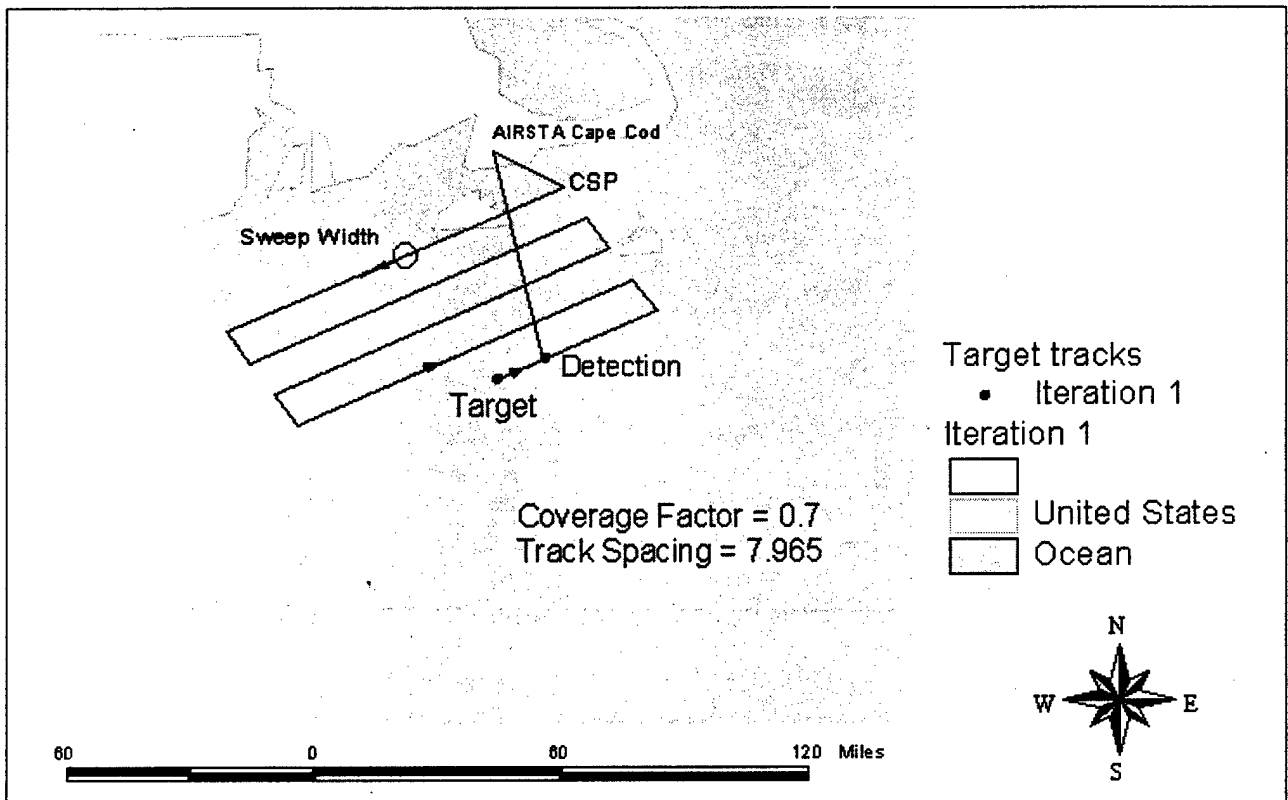 AIRSTA Cape Cod
CSP
Sweep Width
Detection
Target
Coverage Factor = 0.7
Track Spacing = 7.965
Target tracks
Iteration 1
Iteration 1
United States
Ocean
N
W E
S
60 0 60 120 Miles